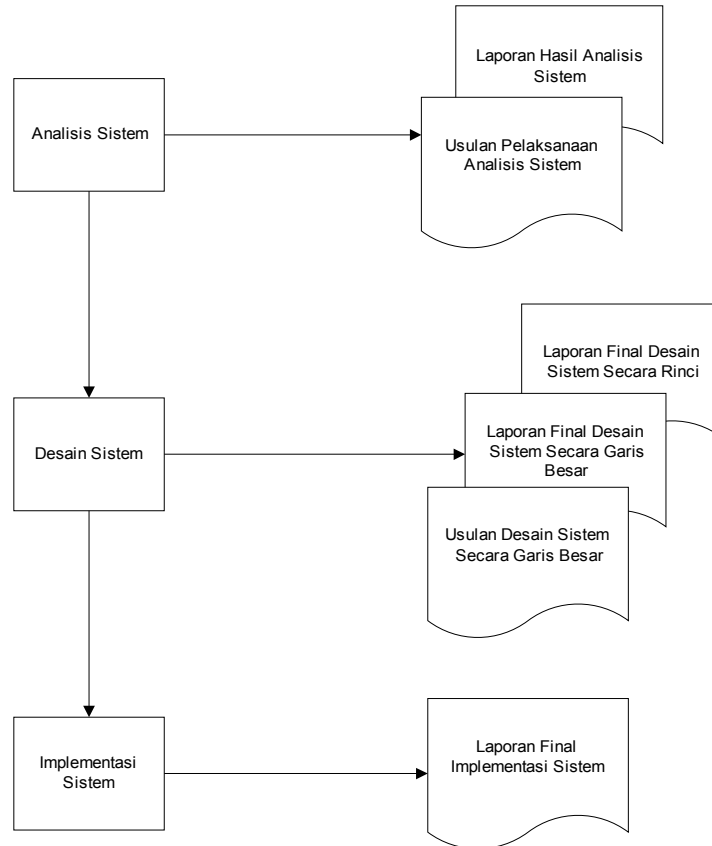 Laporan Hasil Analisis
Sistem
Analisis Sistem
Usulan Pelaksanaan
Analisis Sistem
Laporan Final Desain
Sistem Secara Rinci
Desain Sistem
Laporan Final Desain
Sistem Secara Garis
Besar
Usulan Desain Sistem
Secara Garis Besar
Implementasi
Sistem
Laporan Final
Implementasi Sistem